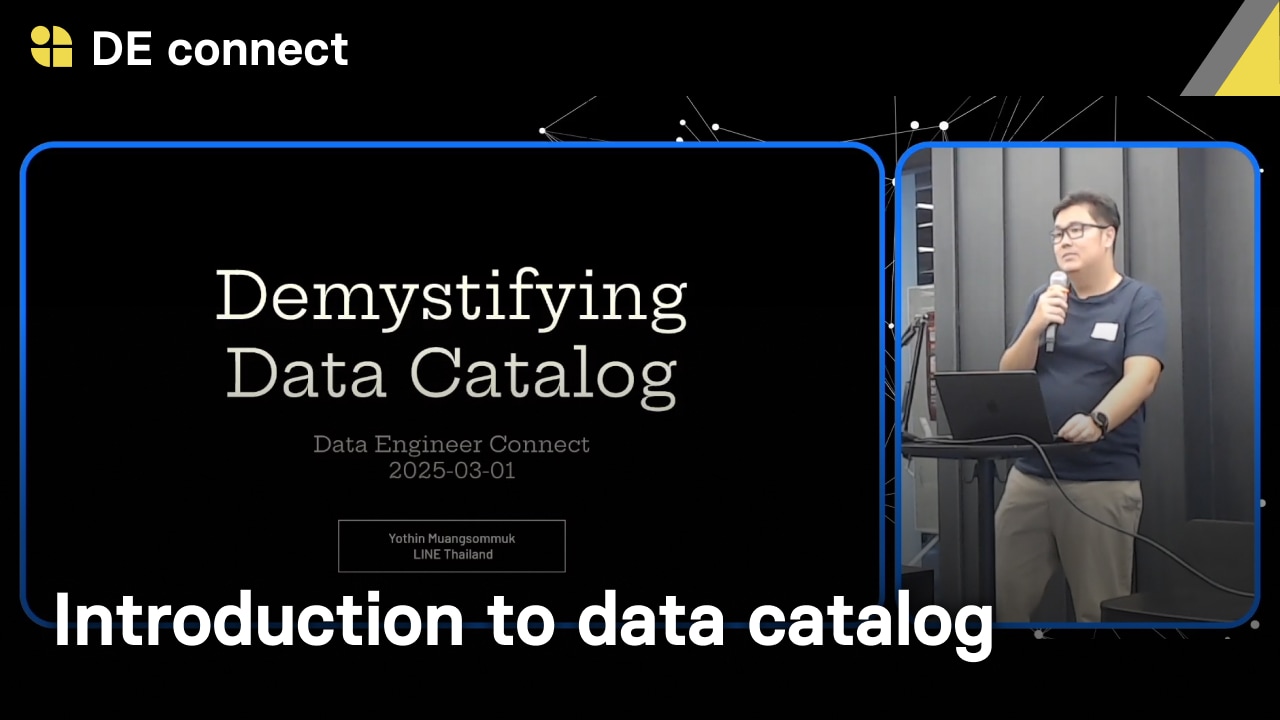 DE connect
Demystifying
Data Catalog
Data Engineer Connect
2025-03-01
Yothin Muangsommuk
LINE Thailand
Introduction to data catalog